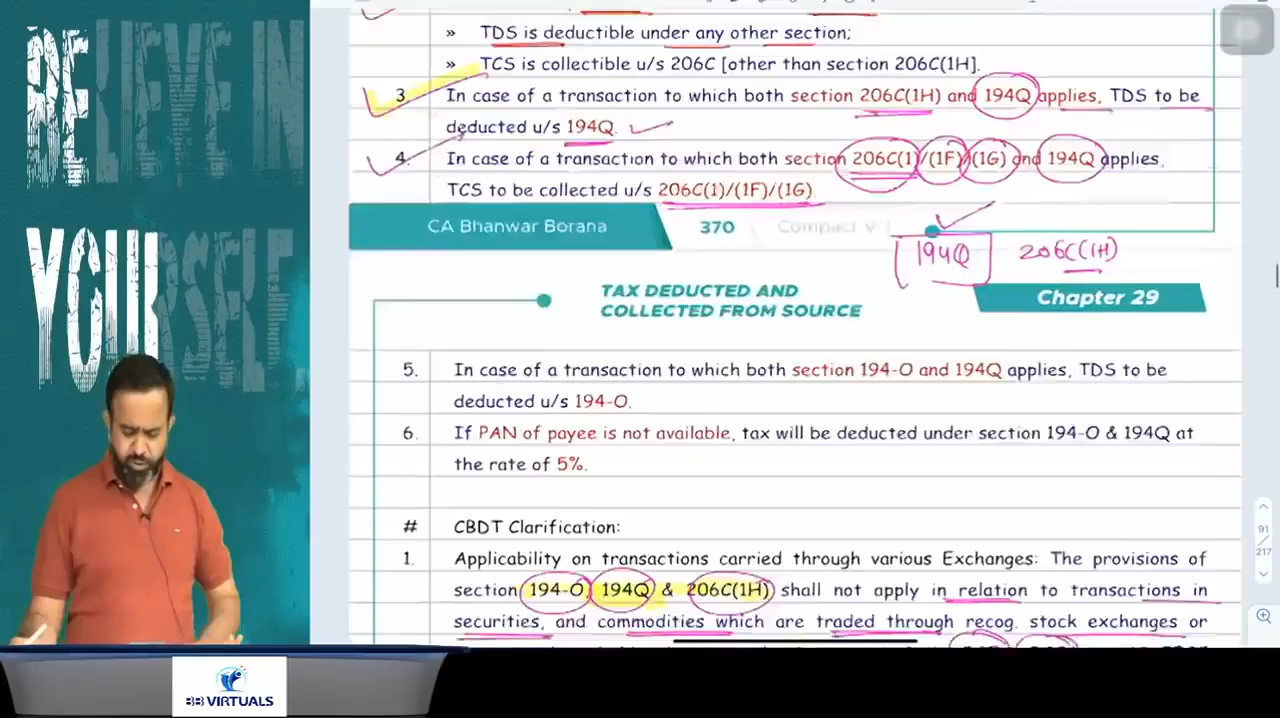 BELIEVE IN
YOURSELF
» TDS is deductible under any other section;
» TCS is collectible u/s 206C [other than section 206C(1H].
3. In case of a transaction to which both section 206C(1H) and 194Q applies, TDS to be
deducted u/s 194Q.
4. In case of a transaction to which both section 206C(1)/(1F)/(1G) and 194Q applies,
TCS to be collected u/s 206C(1)/(1F)/(1G).
CA Bhanwar Borana 370 Compact
194Q 206C(1H)
TAX DEDUCTED AND
COLLECTED FROM SOURCE
Chapter 29
5. In case of a transaction to which both section 194-O and 194Q applies, TDS to be
deducted u/s 194-O.
6. If PAN of payee is not available, tax will be deducted under section 194-O & 194Q at
the rate of 5%.
# CBDT Clarification:
1. Applicability on transactions carried through various Exchanges: The provisions of
section 194-O, 194Q & 206C(1H) shall not apply in relation to transactions in
securities, and commodities which are traded through recog. stock exchanges or
91
/
217
BB VIRTUALS